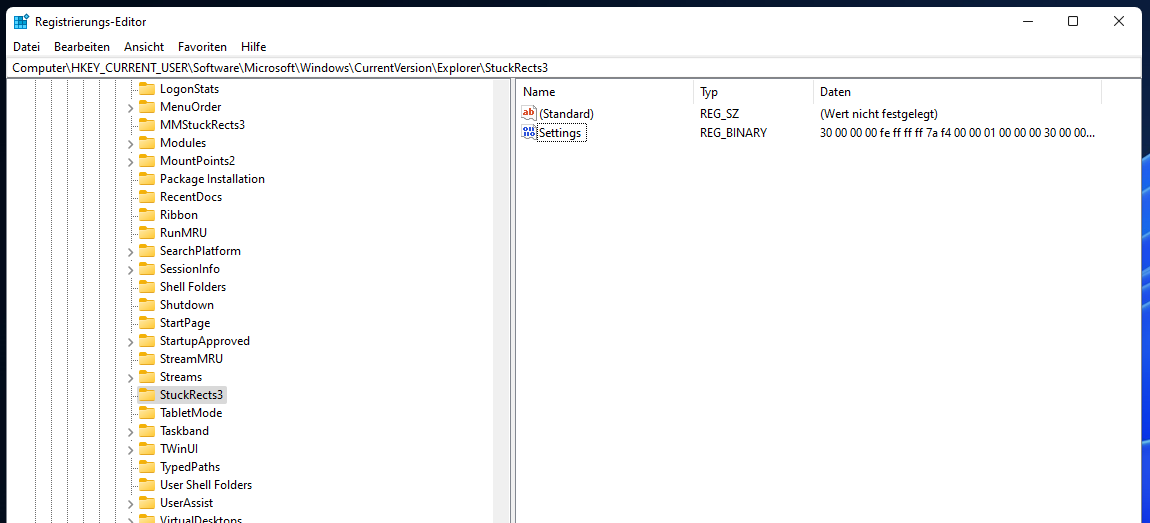 Registrierungs-Editor
Datei Bearbeiten Ansicht Favoriten Hilfe
Computer\HKEY_CURRENT_USER\Software\Microsoft\Windows\CurrentVersion\Explorer\StuckRects3
LogonStats
MenuOrder
MMStuckRects3
Modules
MountPoints2
Package Installation
RecentDocs
Ribbon
RunMRU
SearchPlatform
SessionInfo
Shell Folders
Shutdown
StartPage
StartupApproved
StreamMRU
Streams
StuckRects3
TabletMode
Taskband
TWinUI
TypedPaths
User Shell Folders
UserAssist
VirtualDesktops
Name Typ Daten
ab (Standard) REG_SZ (Wert nicht festgelegt)
Settings REG_BINARY 30 00 00 00 fe ff ff ff 7a f4 00 00 01 00 00 00 30 00 00...